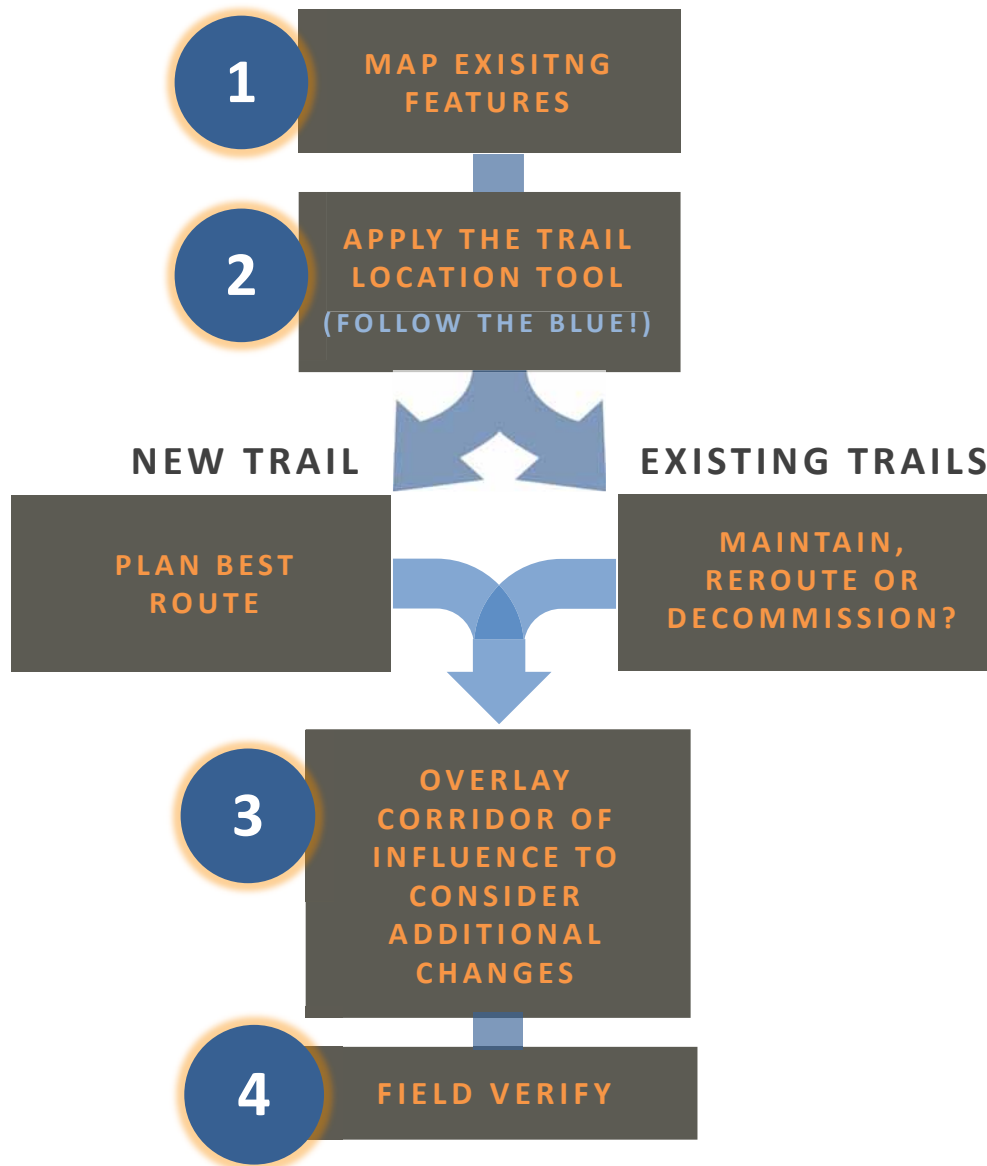 1
MAP EXISITNG
FEATURES
2
APPLY THE TRAIL
LOCATION TOOL
(FOLLOW THE BLUE!)
NEW TRAIL
EXISTING TRAILS
PLAN BEST
ROUTE
MAINTAIN,
REROUTE OR
DECOMMISSION?
3
OVERLAY
CORRIDOR OF
INFLUENCE TO
CONSIDER
ADDITIONAL
CHANGES
4
FIELD VERIFY